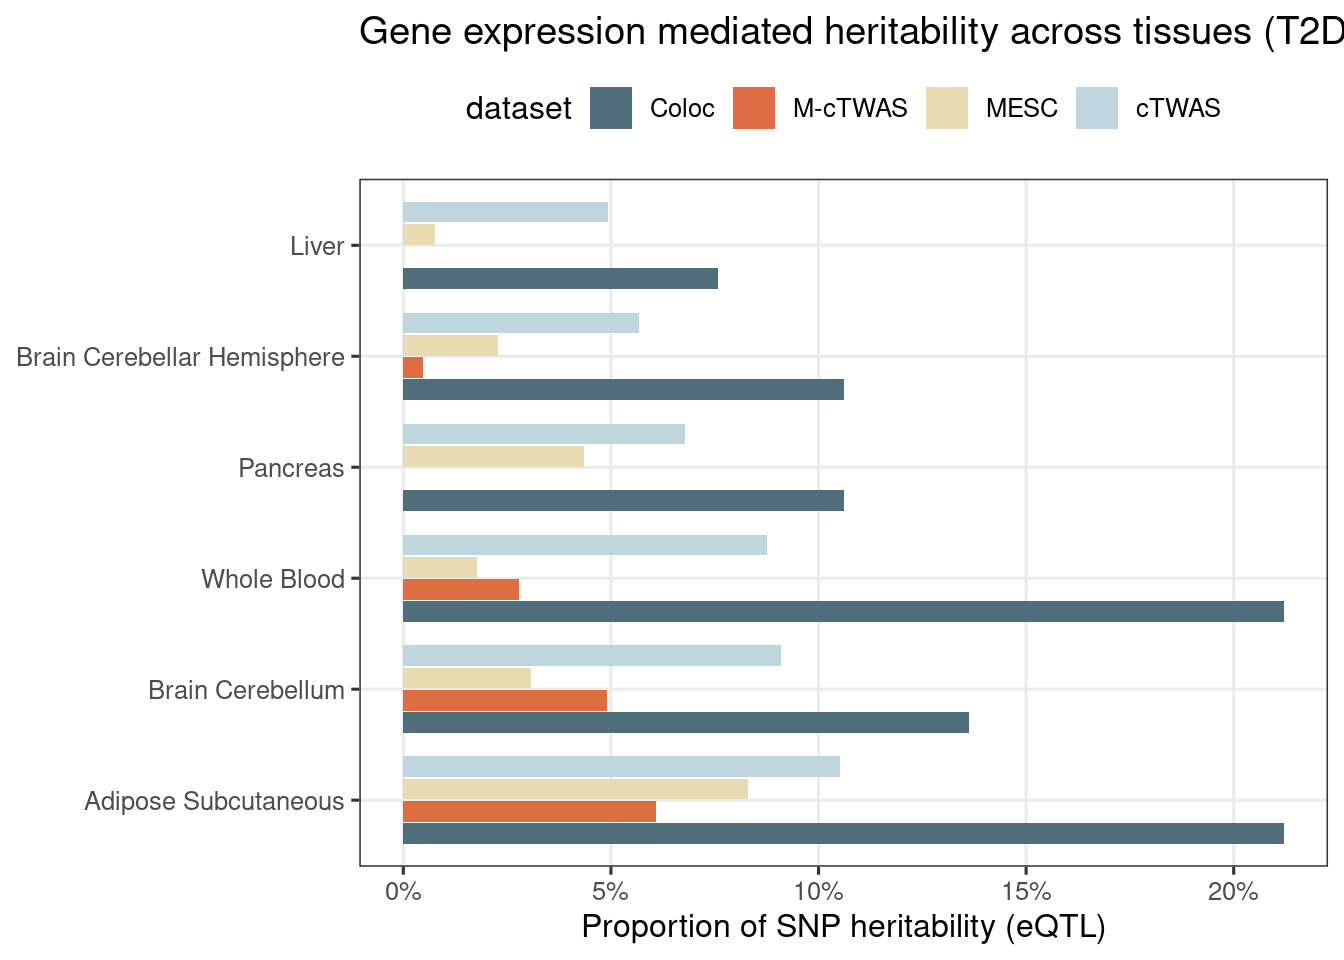 Gene expression mediated heritability across tissues (T2D
dataset Coloc M-cTWAS MESC cTWAS
Liver
Brain Cerebellar Hemisphere
Pancreas
Whole Blood
Brain Cerebellum
Adipose Subcutaneous
0% 5% 10% 15% 20%
Proportion of SNP heritability (eQTL)